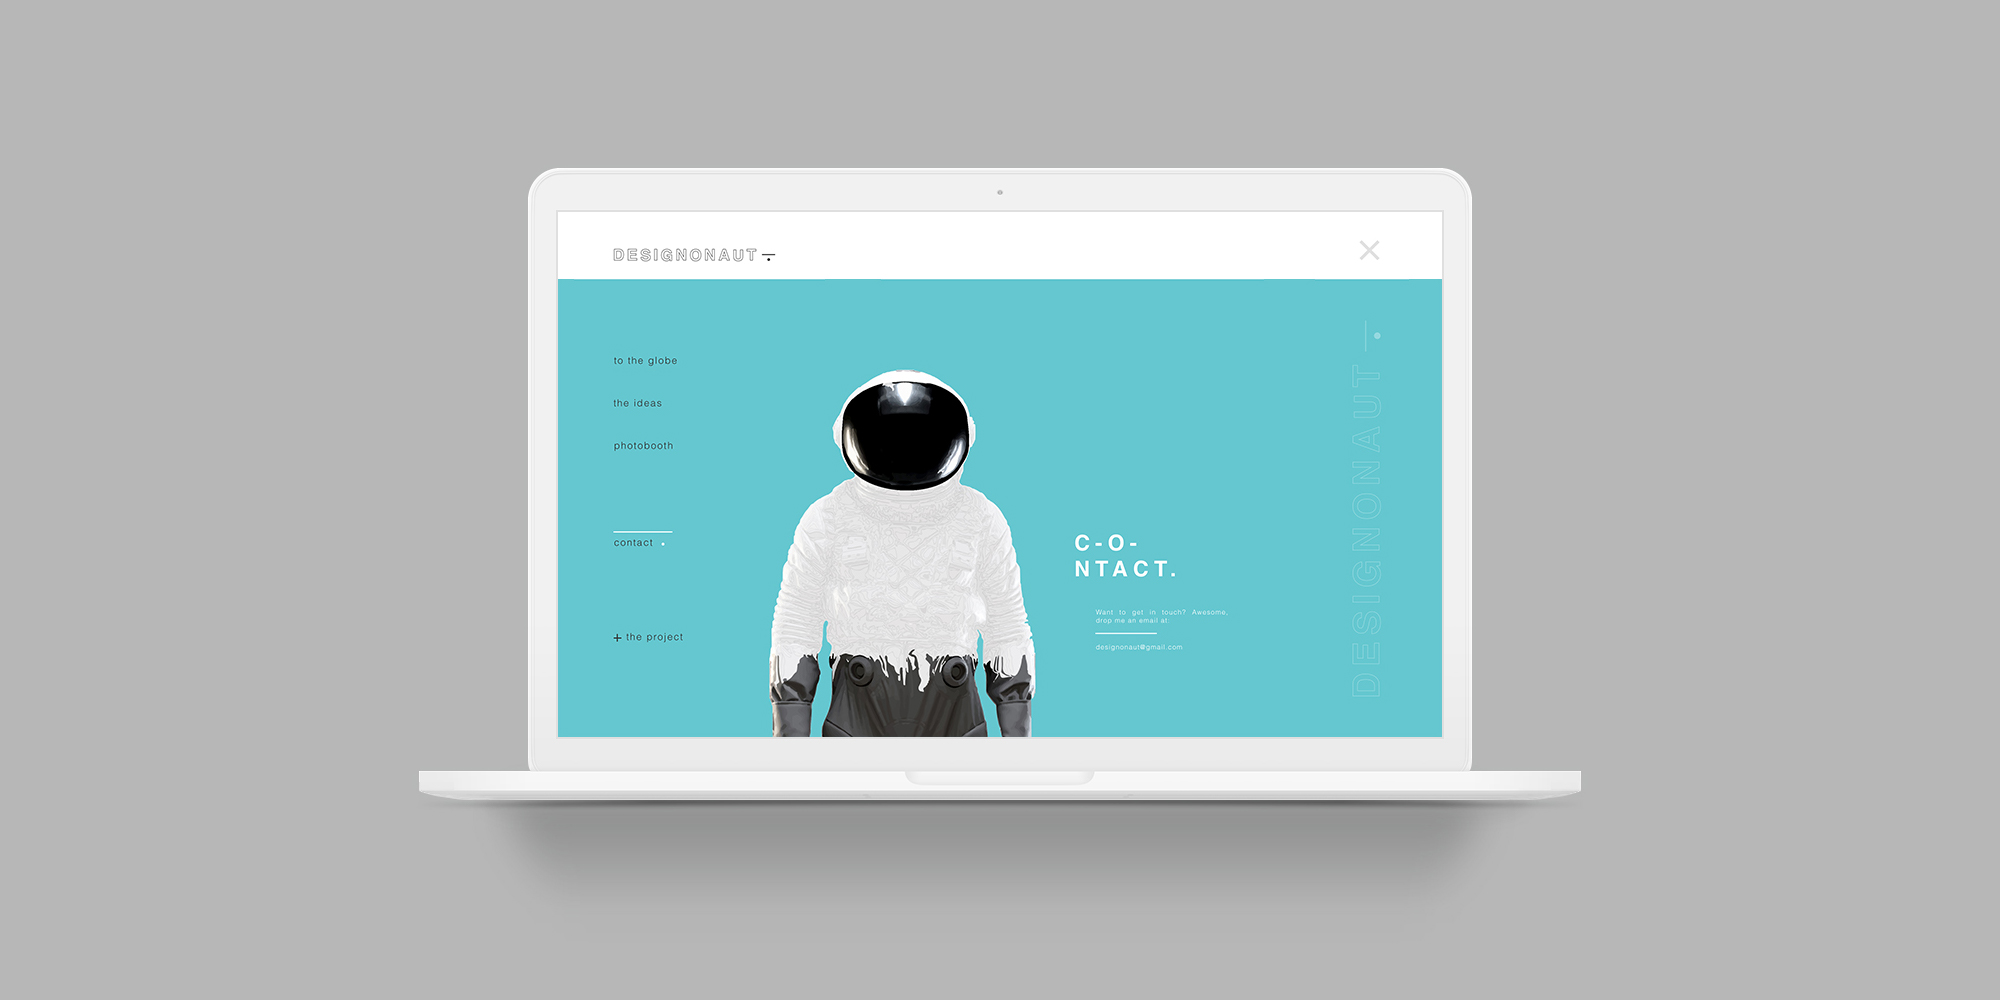 DESIGNONAUT
to the globe
the ideas
photobooth
contact
+ the project
C-O-
NTACT.
Want to get in touch? Awesome,
drop me an email at:
designonaut@gmail.com
DESIGNONAUT